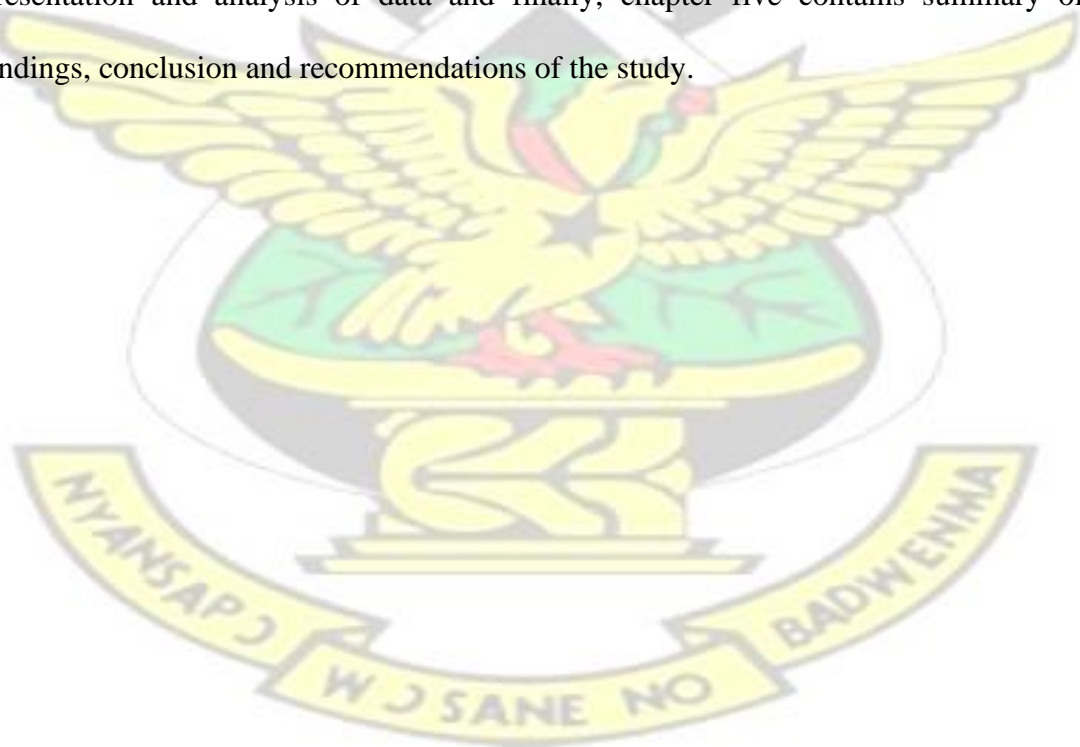 resentation and analysis of data and finally, chapter five contains summary of
ndings, conclusion and recommendations of the study.
NYANSAPƆ
WƆSANE NO
BADWENMA